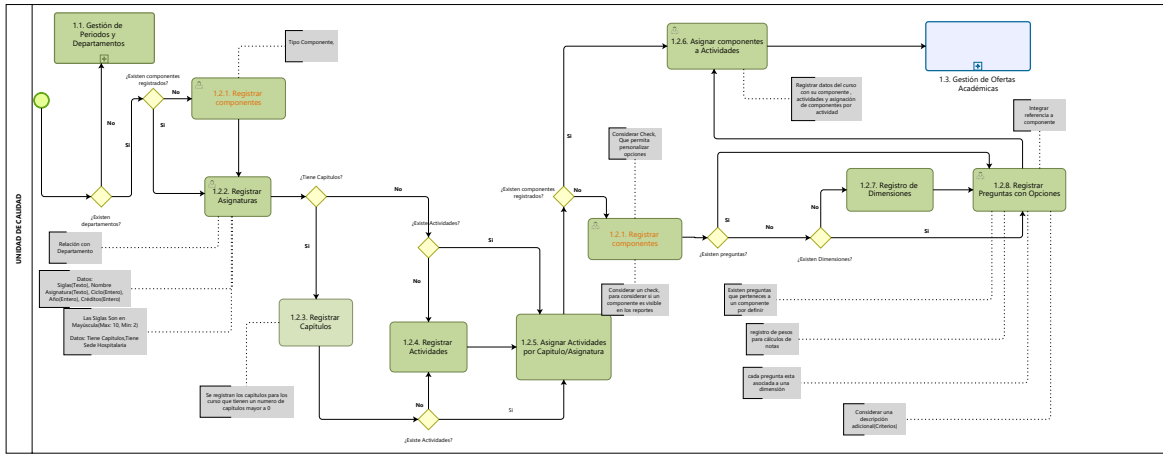 UNIDAD DE CALIDAD
1.1. Gestión de
Periodos y
Departamentos
¿Existen componentes
registrados?
No
Si
No
Si
¿Existen
departamentos?
1.2.1. Registrar
componentes
Tipo Componente,
1.2.2. Registrar
Asignaturas
Relación con
Departamento
Datos:
Siglas(Texto), Nombre
Asignatura(Texto), Ciclo(Entero),
Año(Entero), Créditos(Entero)
Las Siglas Son en
Mayúscula(Max: 10, Min: 2)
Datos: Tiene Capítulos,Tiene
Sede Hospitalaria
¿Tiene Capítulos?
No
Si
1.2.3. Registrar
Capítulos
Se registran los capítulos para los
curso que tienen un numero de
capítulos mayor a 0
¿Existe Actividades?
Si
No
1.2.4. Registrar
Actividades
No
Si
¿Existe Actividades?
1.2.5. Asignar Actividades
por Capítulo/Asignatura
Si
¿Existen componentes
registrados?
No
1.2.6. Asignar componentes
a Actividades
Registrar datos del curso
con su componente ,
actividades y asignación
de componentes por
actividad
1.3. Gestión de Ofertas
Académicas
Considerar Check,
Que permita
personalizar
opciones
1.2.1. Registrar
componentes
Considerar un check,
para considerar si un
componente es visible
en los reportes
¿Existen preguntas?
Si
No
¿Existen Dimensiones?
No
Si
1.2.7. Registro de
Dimensiones
1.2.8. Registrar
Preguntas con Opciones
Integrar
referencia a
componente
Existen preguntas
que perteneces a
un componente
por definir
registro de pesos
para cálculos de
notas
cada pregunta esta
asociada a una
dimensión
Considerar una
descripción
adicional(Criterios)